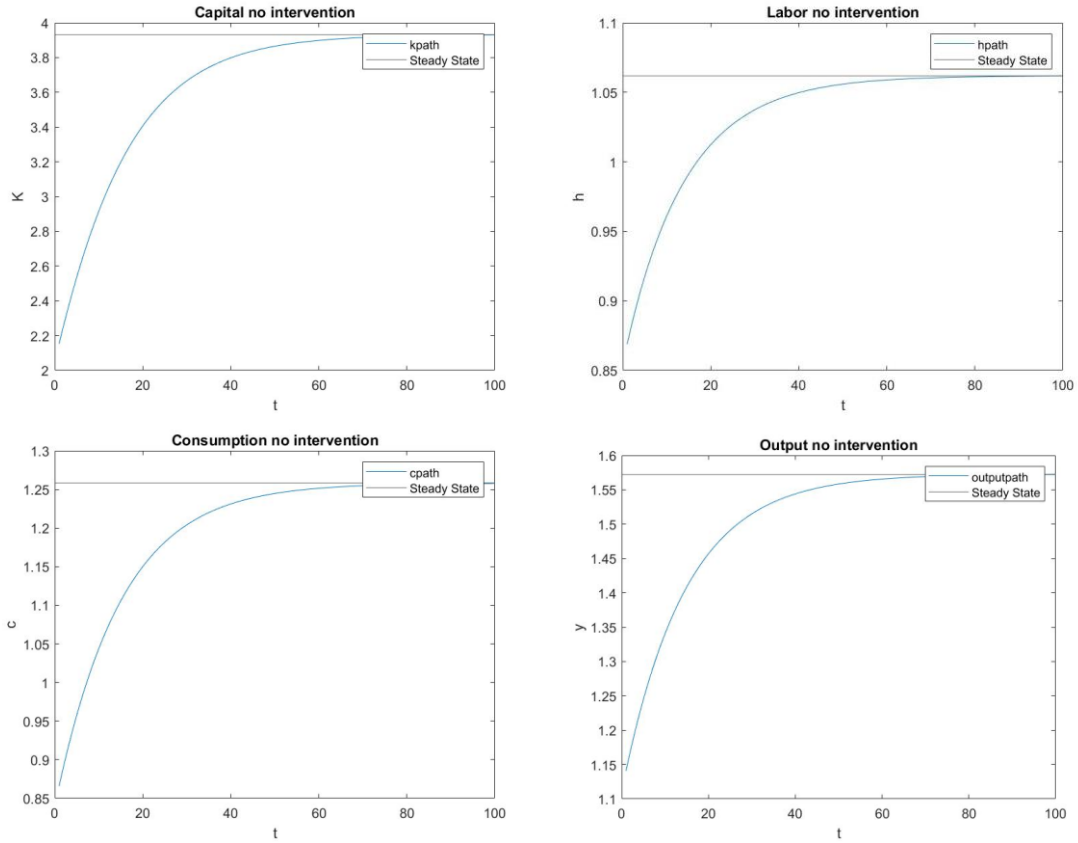 Capital no intervention
4
3.8
3.6
3.4
3.2
3
2.8
2.6
2.4
2.2
2
K
kpath
Steady State
0 20 40 60 80 100
t
Labor no intervention
1.1
1.05
1
0.95
0.9
0.85
h
hpath
Steady State
0 20 40 60 80 100
t
Consumption no intervention
1.3
1.25
1.2
1.15
1.1
1.05
1
0.95
0.9
0.85
c
cpath
Steady State
0 20 40 60 80 100
t
Output no intervention
1.6
1.55
1.5
1.45
1.4
1.35
1.3
1.25
1.2
1.15
1.1
y
outputpath
Steady State
0 20 40 60 80 100
t